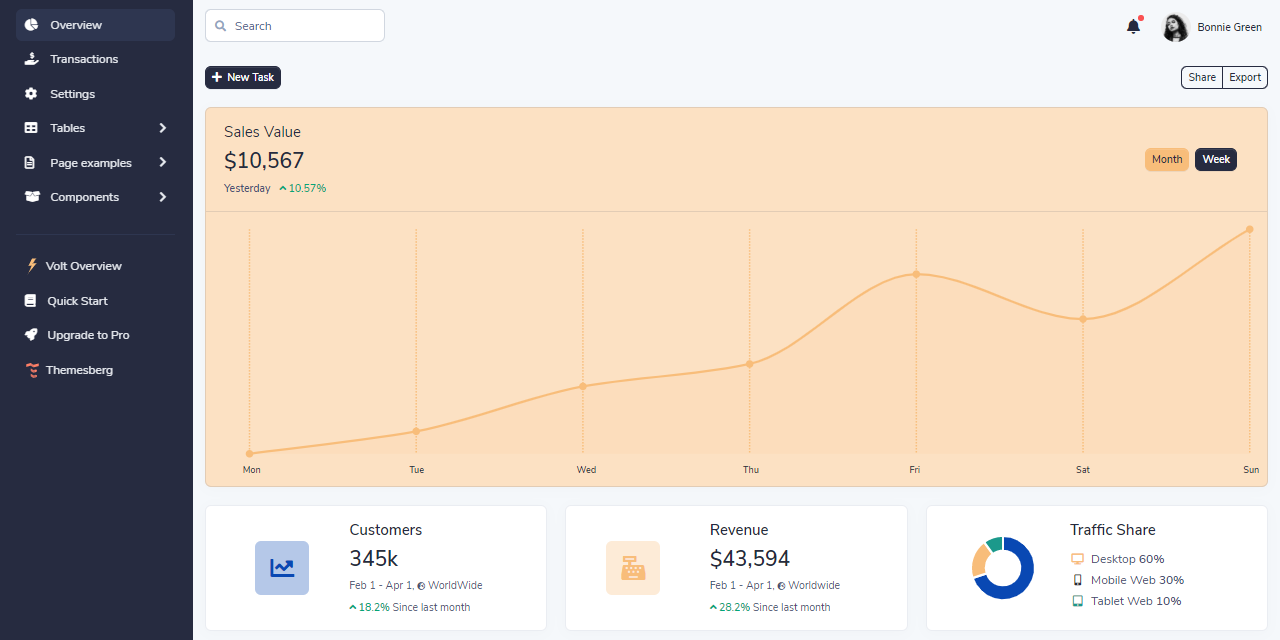 Overview
Transactions
Settings
Tables
Page examples
Components
Volt Overview
Quick Start
Upgrade to Pro
Themesberg
Search
Bonnie Green
New Task
Share Export
Sales Value
$10,567
Yesterday 10.57%
Month Week
Mon Tue Wed Thu Fri Sat Sun
Customers
345k
Feb 1 - Apr 1, WorldWide
18.2% Since last month
Revenue
$43,594
Feb 1 - Apr 1, Worldwide
28.2% Since last month
Traffic Share
Desktop 60%
Mobile Web 30%
Tablet Web 10%